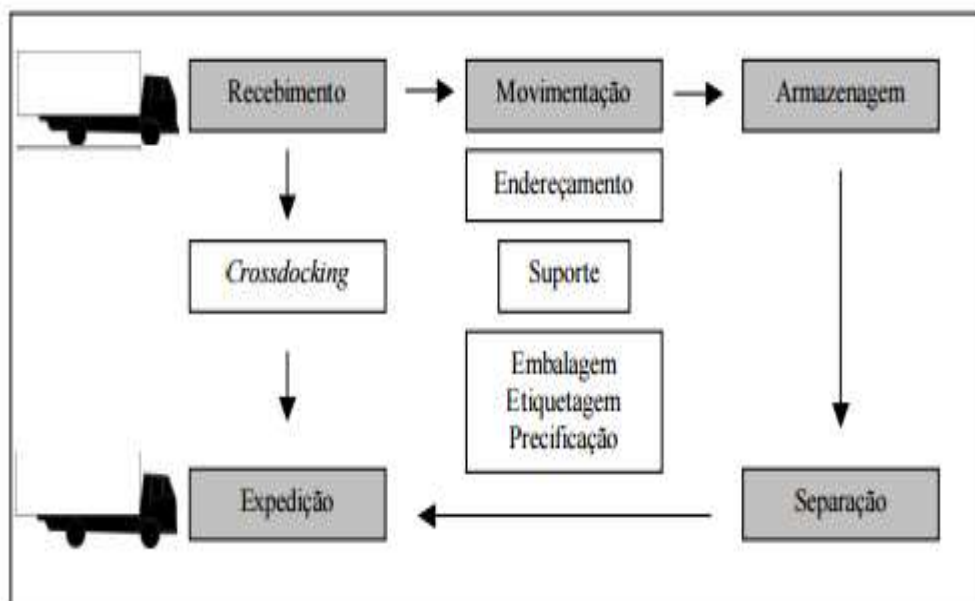 Recebimento
Movimentação
Armazenagem
Endereçamento
Crossdocking
Suporte
Embalagem
Etiquetagem
Precificação
Expedição
Separação